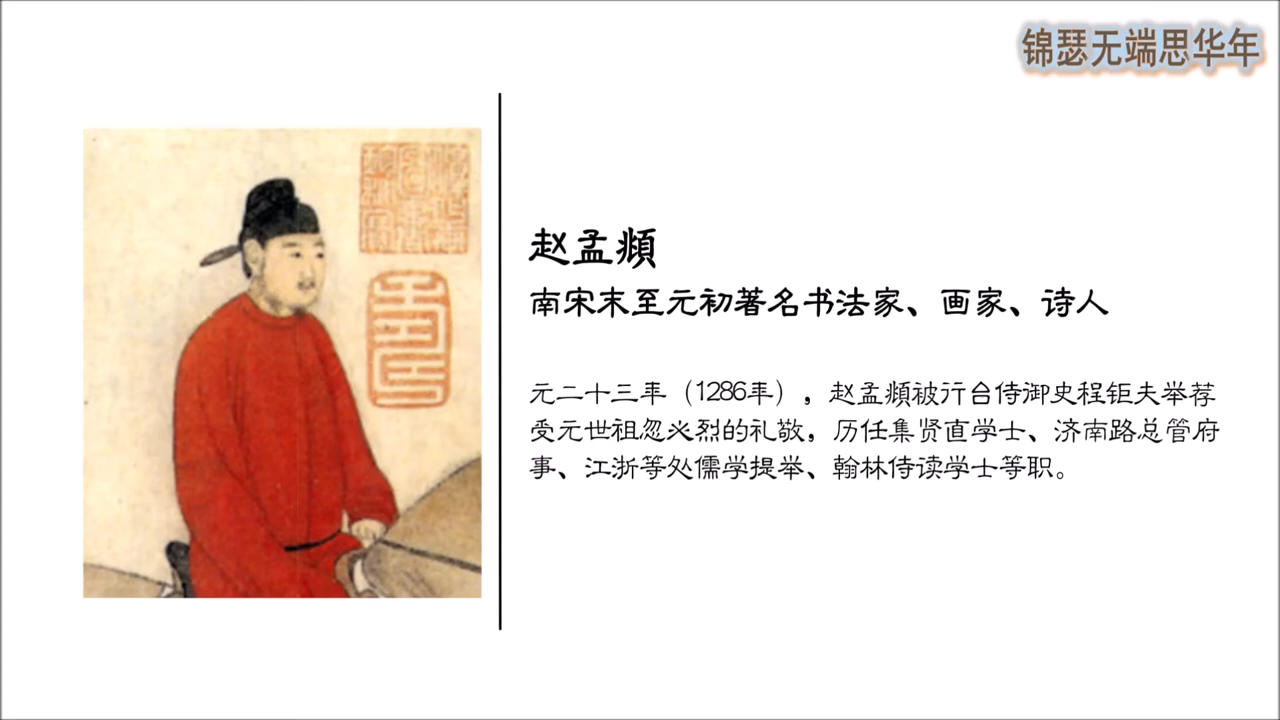 锦瑟无端思华年
赵孟頫
南宋末至元初著名书法家、画家、诗人
元二十三年（1286年），赵孟頫被行台侍御史程钜夫举荐
受元世祖忽必烈的礼敬，历任集贤直学士、济南路总管府
事、江浙等处儒学提举、翰林侍读学士等职。